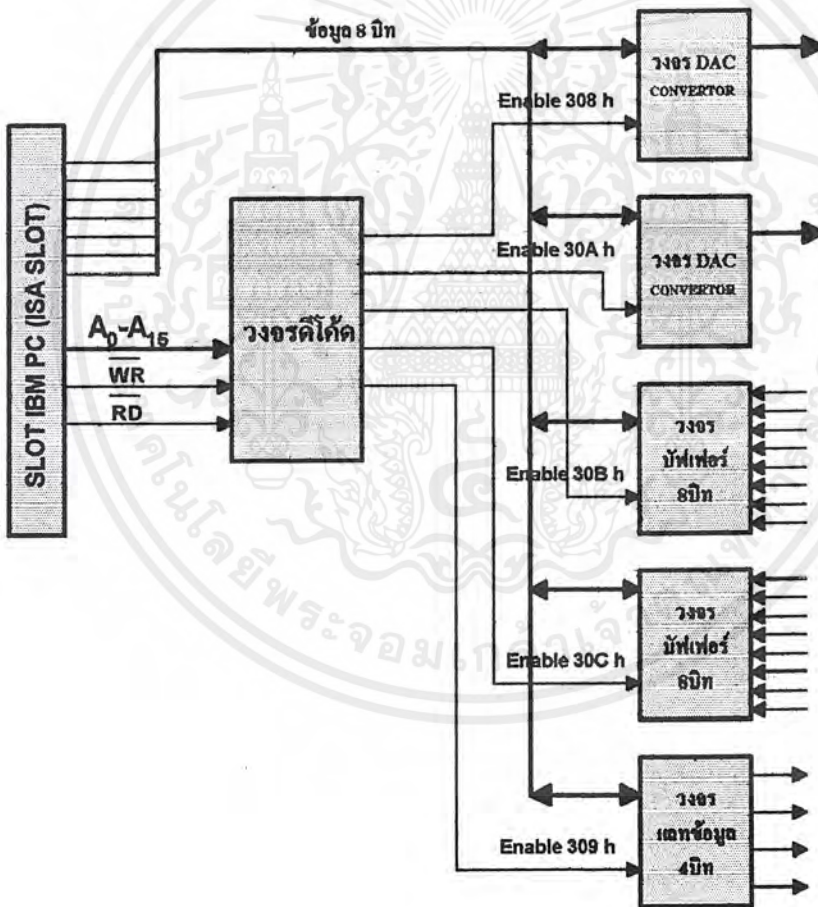 ข้อมูล 8 บิท
SLOT IBM PC (ISA SLOT)
A0-A15
WR
RD
วงจรดีโค้ด
Enable 308 h
วงจร DAC
CONVERTOR
Enable 30A h
วงจร DAC
CONVERTOR
Enable 30B h
วงจร
บัฟเฟอร์
8บิท
Enable 30C h
วงจร
บัฟเฟอร์
8บิท
Enable 309 h
วงจร
แลทข้อมูล
4บิท